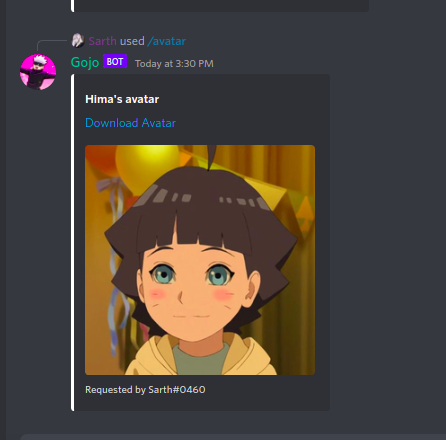 Sarth used /avatar
Gojo BOT Today at 3:30 PM
Hima's avatar
Download Avatar
Requested by Sarth#0460